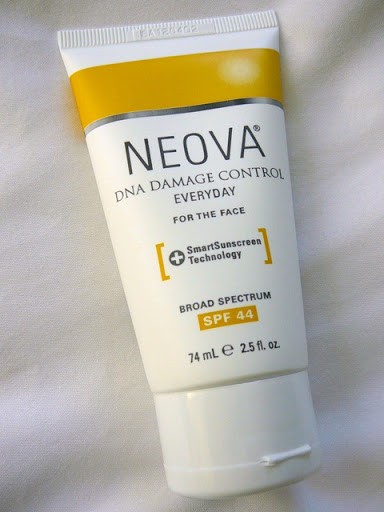 NEOVA®
DNA DAMAGE CONTROL
EVERYDAY
FOR THE FACE
SmartSunscreen
Technology
BROAD SPECTRUM
SPF 44
74 mL ℮ 2.5 fl. oz.